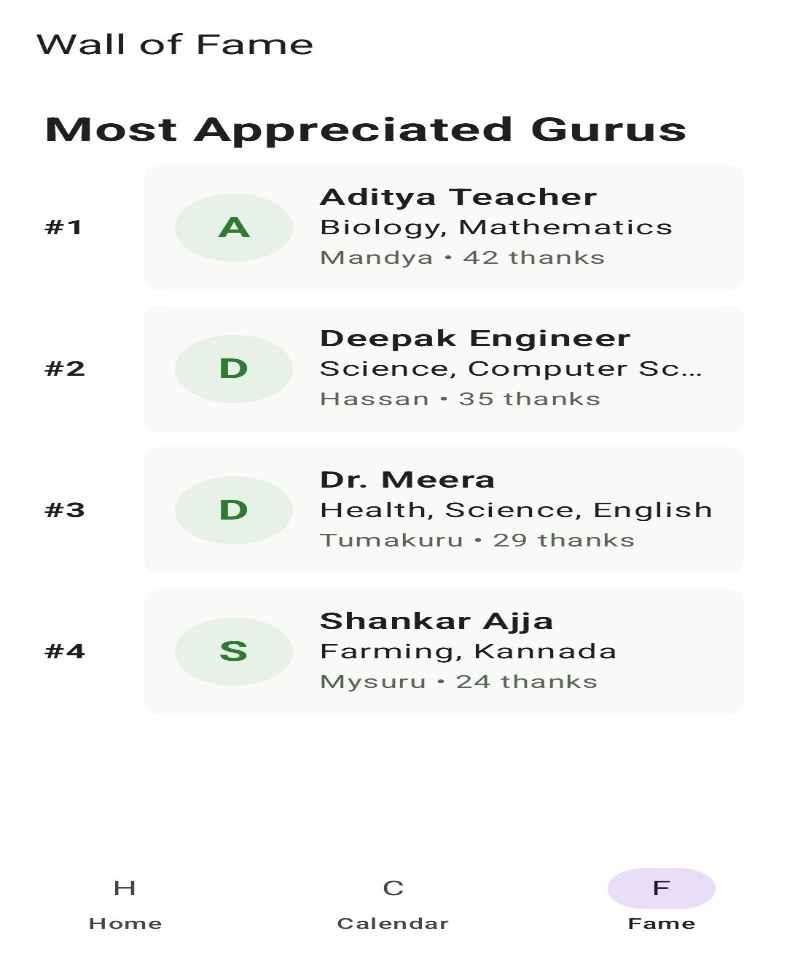 Wall of Fame
Most Appreciated Gurus
#1
A
Aditya Teacher
Biology, Mathematics
Mandya • 42 thanks
#2
D
Deepak Engineer
Science, Computer Sc...
Hassan • 35 thanks
#3
D
Dr. Meera
Health, Science, English
Tumakuru • 29 thanks
#4
S
Shankar Ajja
Farming, Kannada
Mysuru • 24 thanks
H
Home
C
Calendar
F
Fame